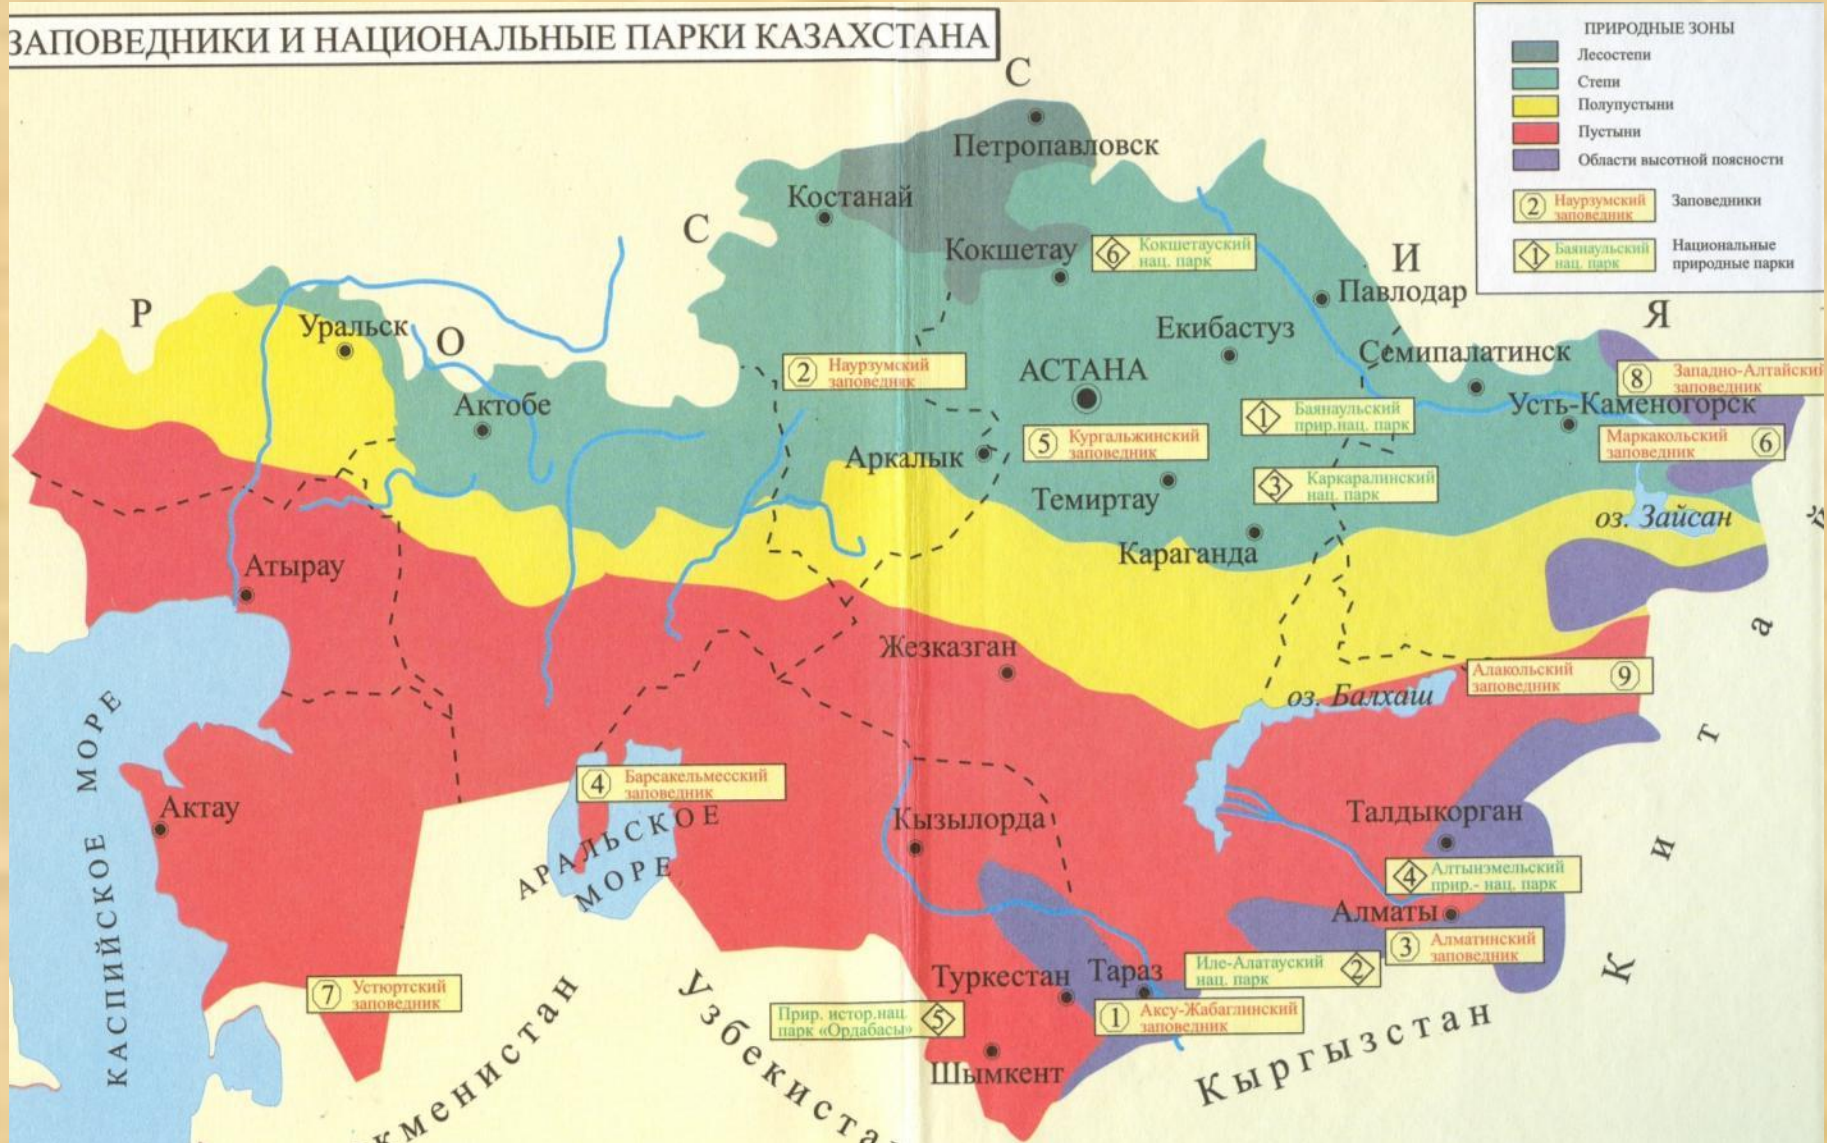 ЗАПОВЕДНИКИ И НАЦИОНАЛЬНЫЕ ПАРКИ КАЗАХСТАНА
ПРИРОДНЫЕ ЗОНЫ
Лесостепи
Степи
Полупустыни
Пустыни
Области высотной поясности
2 Наурзумский
заповедник
Заповедники
1 Баянаульский
нац. парк
Национальные
природные парки
Р О С С И Я
Петропавловск
Костанай
Кокшетау
6 Кокшетауский
нац. парк
Павлодар
Уральск
Екибастуз
Семипалатинск
2 Наурзумский
заповедник
АСТАНА
8 Западно-Алтайский
заповедник
Актобе
1 Баянаульский
прир.нац. парк
Усть-Каменогорск
Аркалык
5 Кургальжинский
заповедник
Маркакольский
заповедник 6
Темиртау
3 Каркаралинский
нац. парк
оз. Зайсан
Караганда
Атырау
Жезказган
Алакольский
заповедник 9
оз. Балхаш
КАСПИЙСКОЕ МОРЕ
4 Барсакельмесский
заповедник
АРАЛЬСКОЕ
МОРЕ
Актау
Кызылорда
Талдыкорган
4 Алтынэмельский
прир.- нац. парк
Алматы
3 Алматинский
заповедник
Туркестан
Тараз
Иле-Алатауский
нац. парк 2
7 Устюртский
заповедник
Прир. истор.нац.
парк «Ордабасы» 5
1 Аксу-Жабаглинский
заповедник
Шымкент
кменистан
Узбекистан
Кыргызстан
Китай